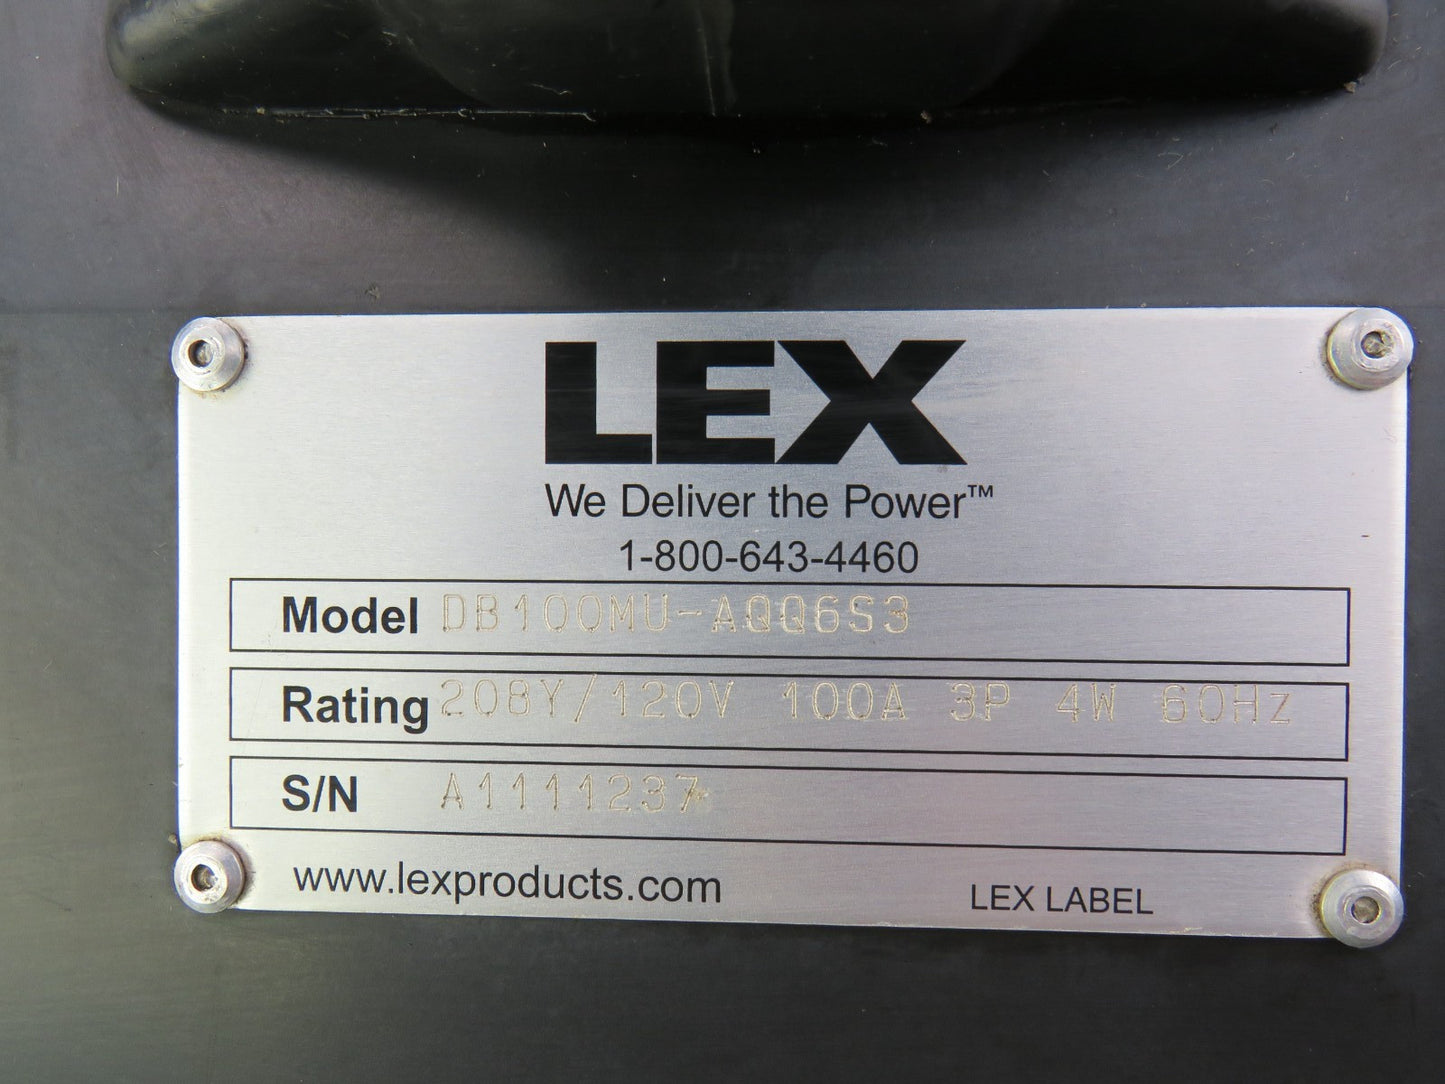 LEX
We Deliver the Power™
1-800-643-4460
Model DB100MU-AQQ6S3
Rating 208Y/120V 100A 3P 4W 60Hz
S/N A1111237
www.lexproducts.com
LEX LABEL